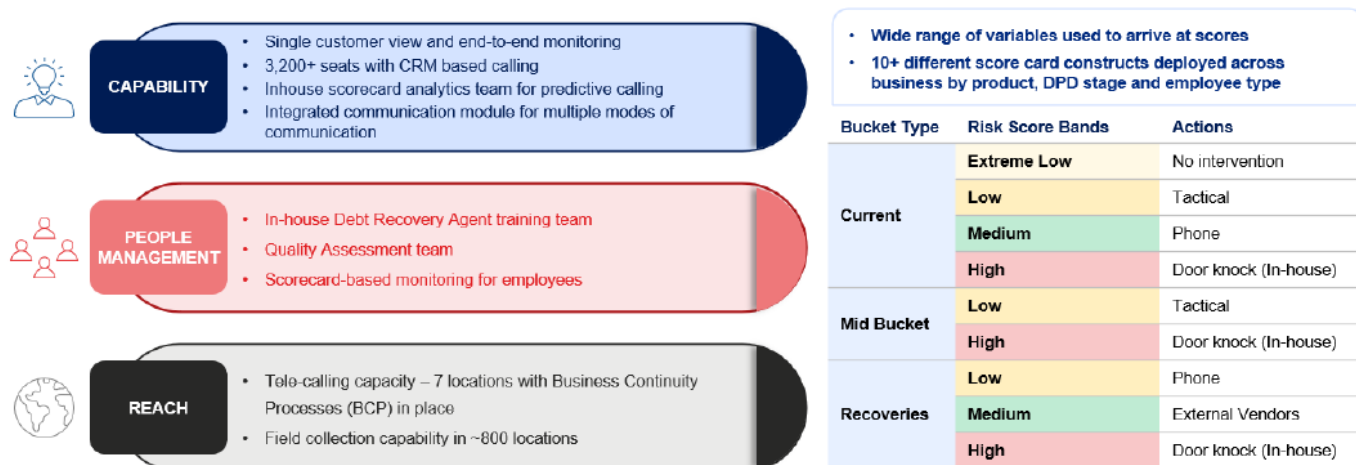 CAPABILITY
• Single customer view and end-to-end monitoring
• 3,200+ seats with CRM based calling
• Inhouse scorecard analytics team for predictive calling
• Integrated communication module for multiple modes of
communication
PEOPLE
MANAGEMENT
• In-house Debt Recovery Agent training team
• Quality Assessment team
• Scorecard-based monitoring for employees
REACH
• Tele-calling capacity – 7 locations with Business Continuity
Processes (BCP) in place
• Field collection capability in ~800 locations
• Wide range of variables used to arrive at scores
• 10+ different score card constructs deployed across
business by product, DPD stage and employee type
Bucket Type Risk Score Bands Actions
Current
Extreme Low No intervention
Low Tactical
Medium Phone
High Door knock (In-house)
Mid Bucket
Low Tactical
High Door knock (In-house)
Recoveries
Low Phone
Medium External Vendors
High Door knock (In-house)